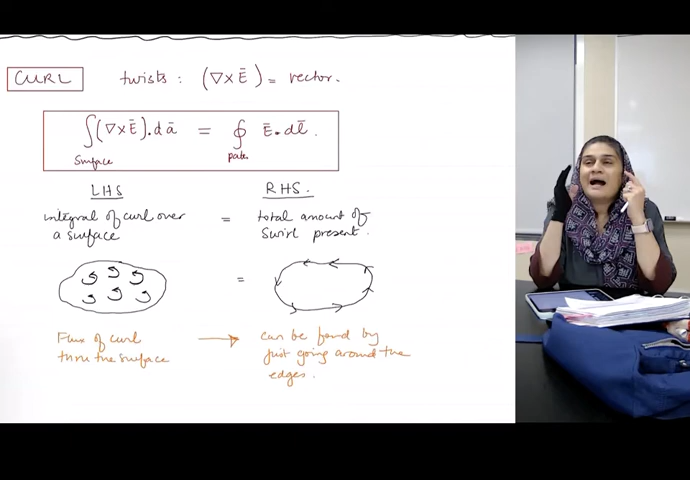 CURL twists : (∇×Ē) = vector.
∫(∇×Ē).dā = ∮ Ē.dl̄.
Surface path
LHS RHS.
integral of curl over = total amount of
a surface swirl present.
=
Flux of curl → can be found by
thru the surface just going around the
edges.